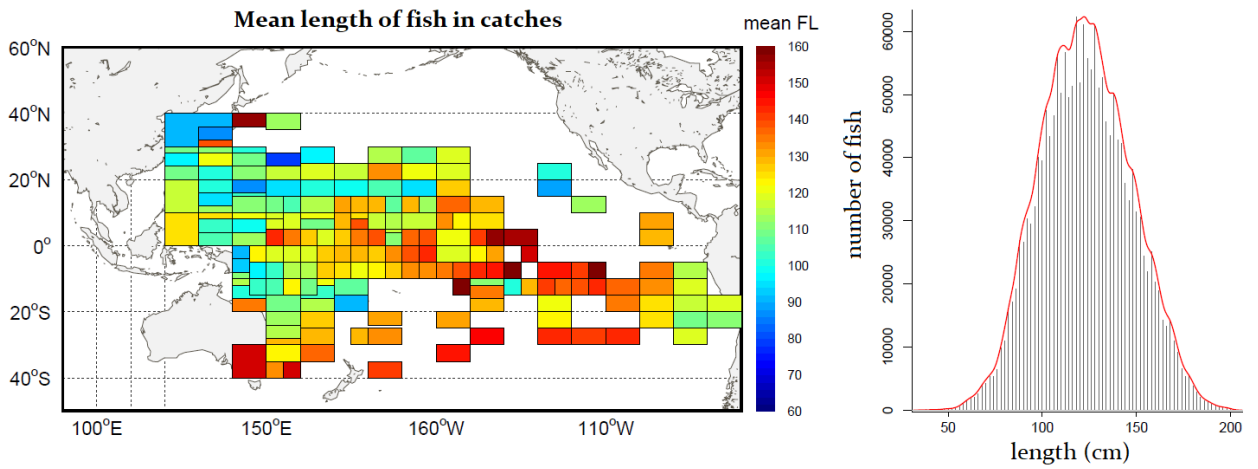 Mean length of fish in catches
mean FL
60°N
40°N
20°N
0°
20°S
40°S
100°E
150°E
160°W
110°W
160
150
140
130
120
110
100
90
80
70
60
number of fish
60000
50000
40000
30000
20000
10000
0
50
100
150
200
length (cm)